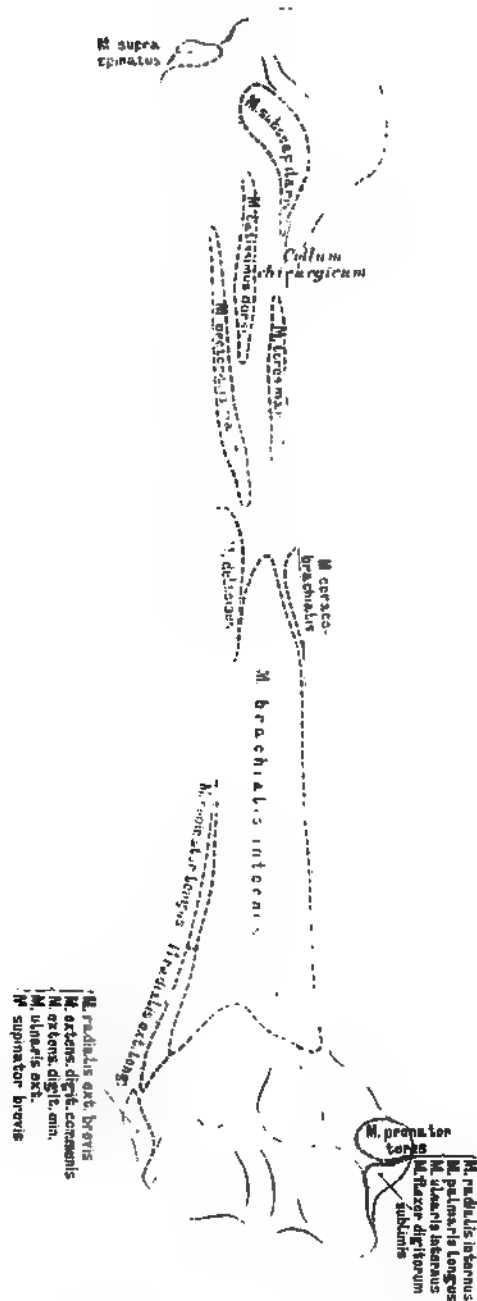 M supra
spinatus
M. subscapularis
M. latissimus dorsi
Collum
chirurgicum
M. pectoralis ma
M. teres maj
deltoides
M coraco-
brachialis
M. brachialis internus
M. supinator longus
M radialis ext. long.
M. radialis ext. brevis
M. extens. digit. communis
M. extens. digit. min.
M. ulnaris ext.
M supinator brevis
M. pronator
teres
M. radialis internus
M. palmaris longus
M. ulnaris internus
M. flexor digitorum
sublimis